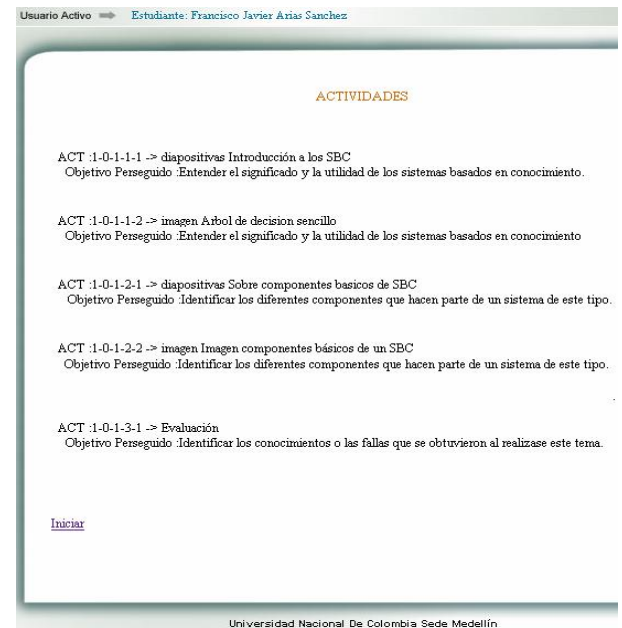 Usuario Activo Estudiante: Francisco Javier Arias Sanchez
ACTIVIDADES
ACT :1-0-1-1-1 -> diapositivas Introducción a los SBC
Objetivo Perseguido :Entender el significado y la utilidad de los sistemas basados en conocimiento.
ACT :1-0-1-1-2 -> imagen Arbol de decision sencillo
Objetivo Perseguido :Entender el significado y la utilidad de los sistemas basados en conocimiento
ACT :1-0-1-2-1 -> diapositivas Sobre componentes basicos de SBC
Objetivo Perseguido :Identificar los diferentes componentes que hacen parte de un sistema de este tipo.
ACT :1-0-1-2-2 -> imagen Imagen componentes básicos de un SBC
Objetivo Perseguido :Identificar los diferentes componentes que hacen parte de un sistema de este tipo.
ACT :1-0-1-3-1 -> Evaluación
Objetivo Perseguido :Identificar los conocimientos o las fallas que se obtuvieron al realizase este tema.
Iniciar
Universidad Nacional De Colombia Sede Medellín